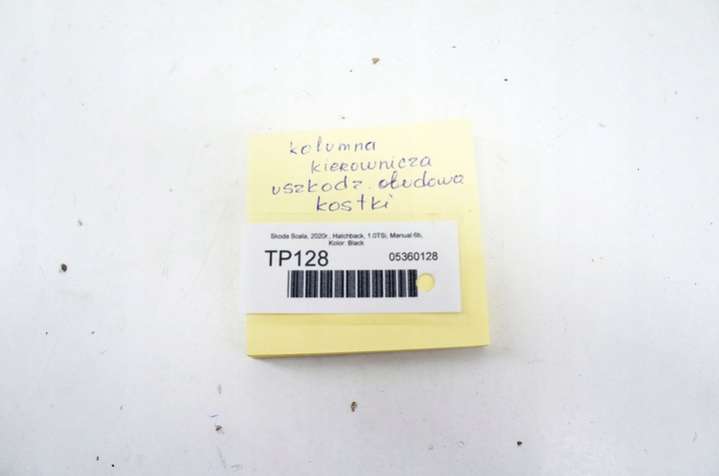 kolumna
kierownicza
uszkodz. obudowa
kostki
Skoda Scala, 2020r., Hatchback, 1.0TSi, Manual 6b,
Kolor: Black
TP128 05360128